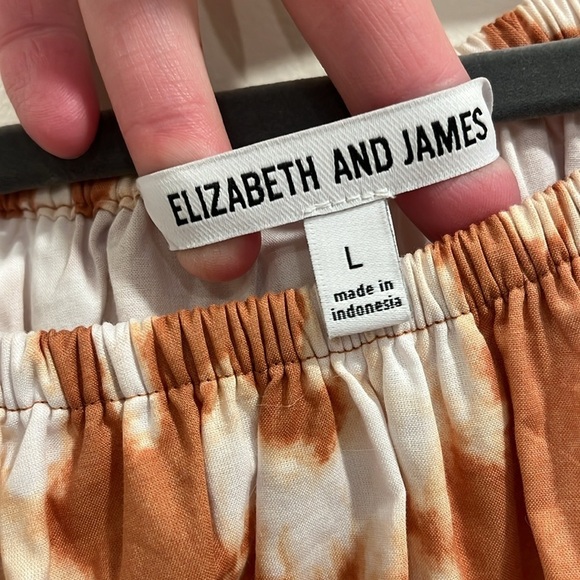 ELIZABETH AND JAMES
L
made in
indonesia